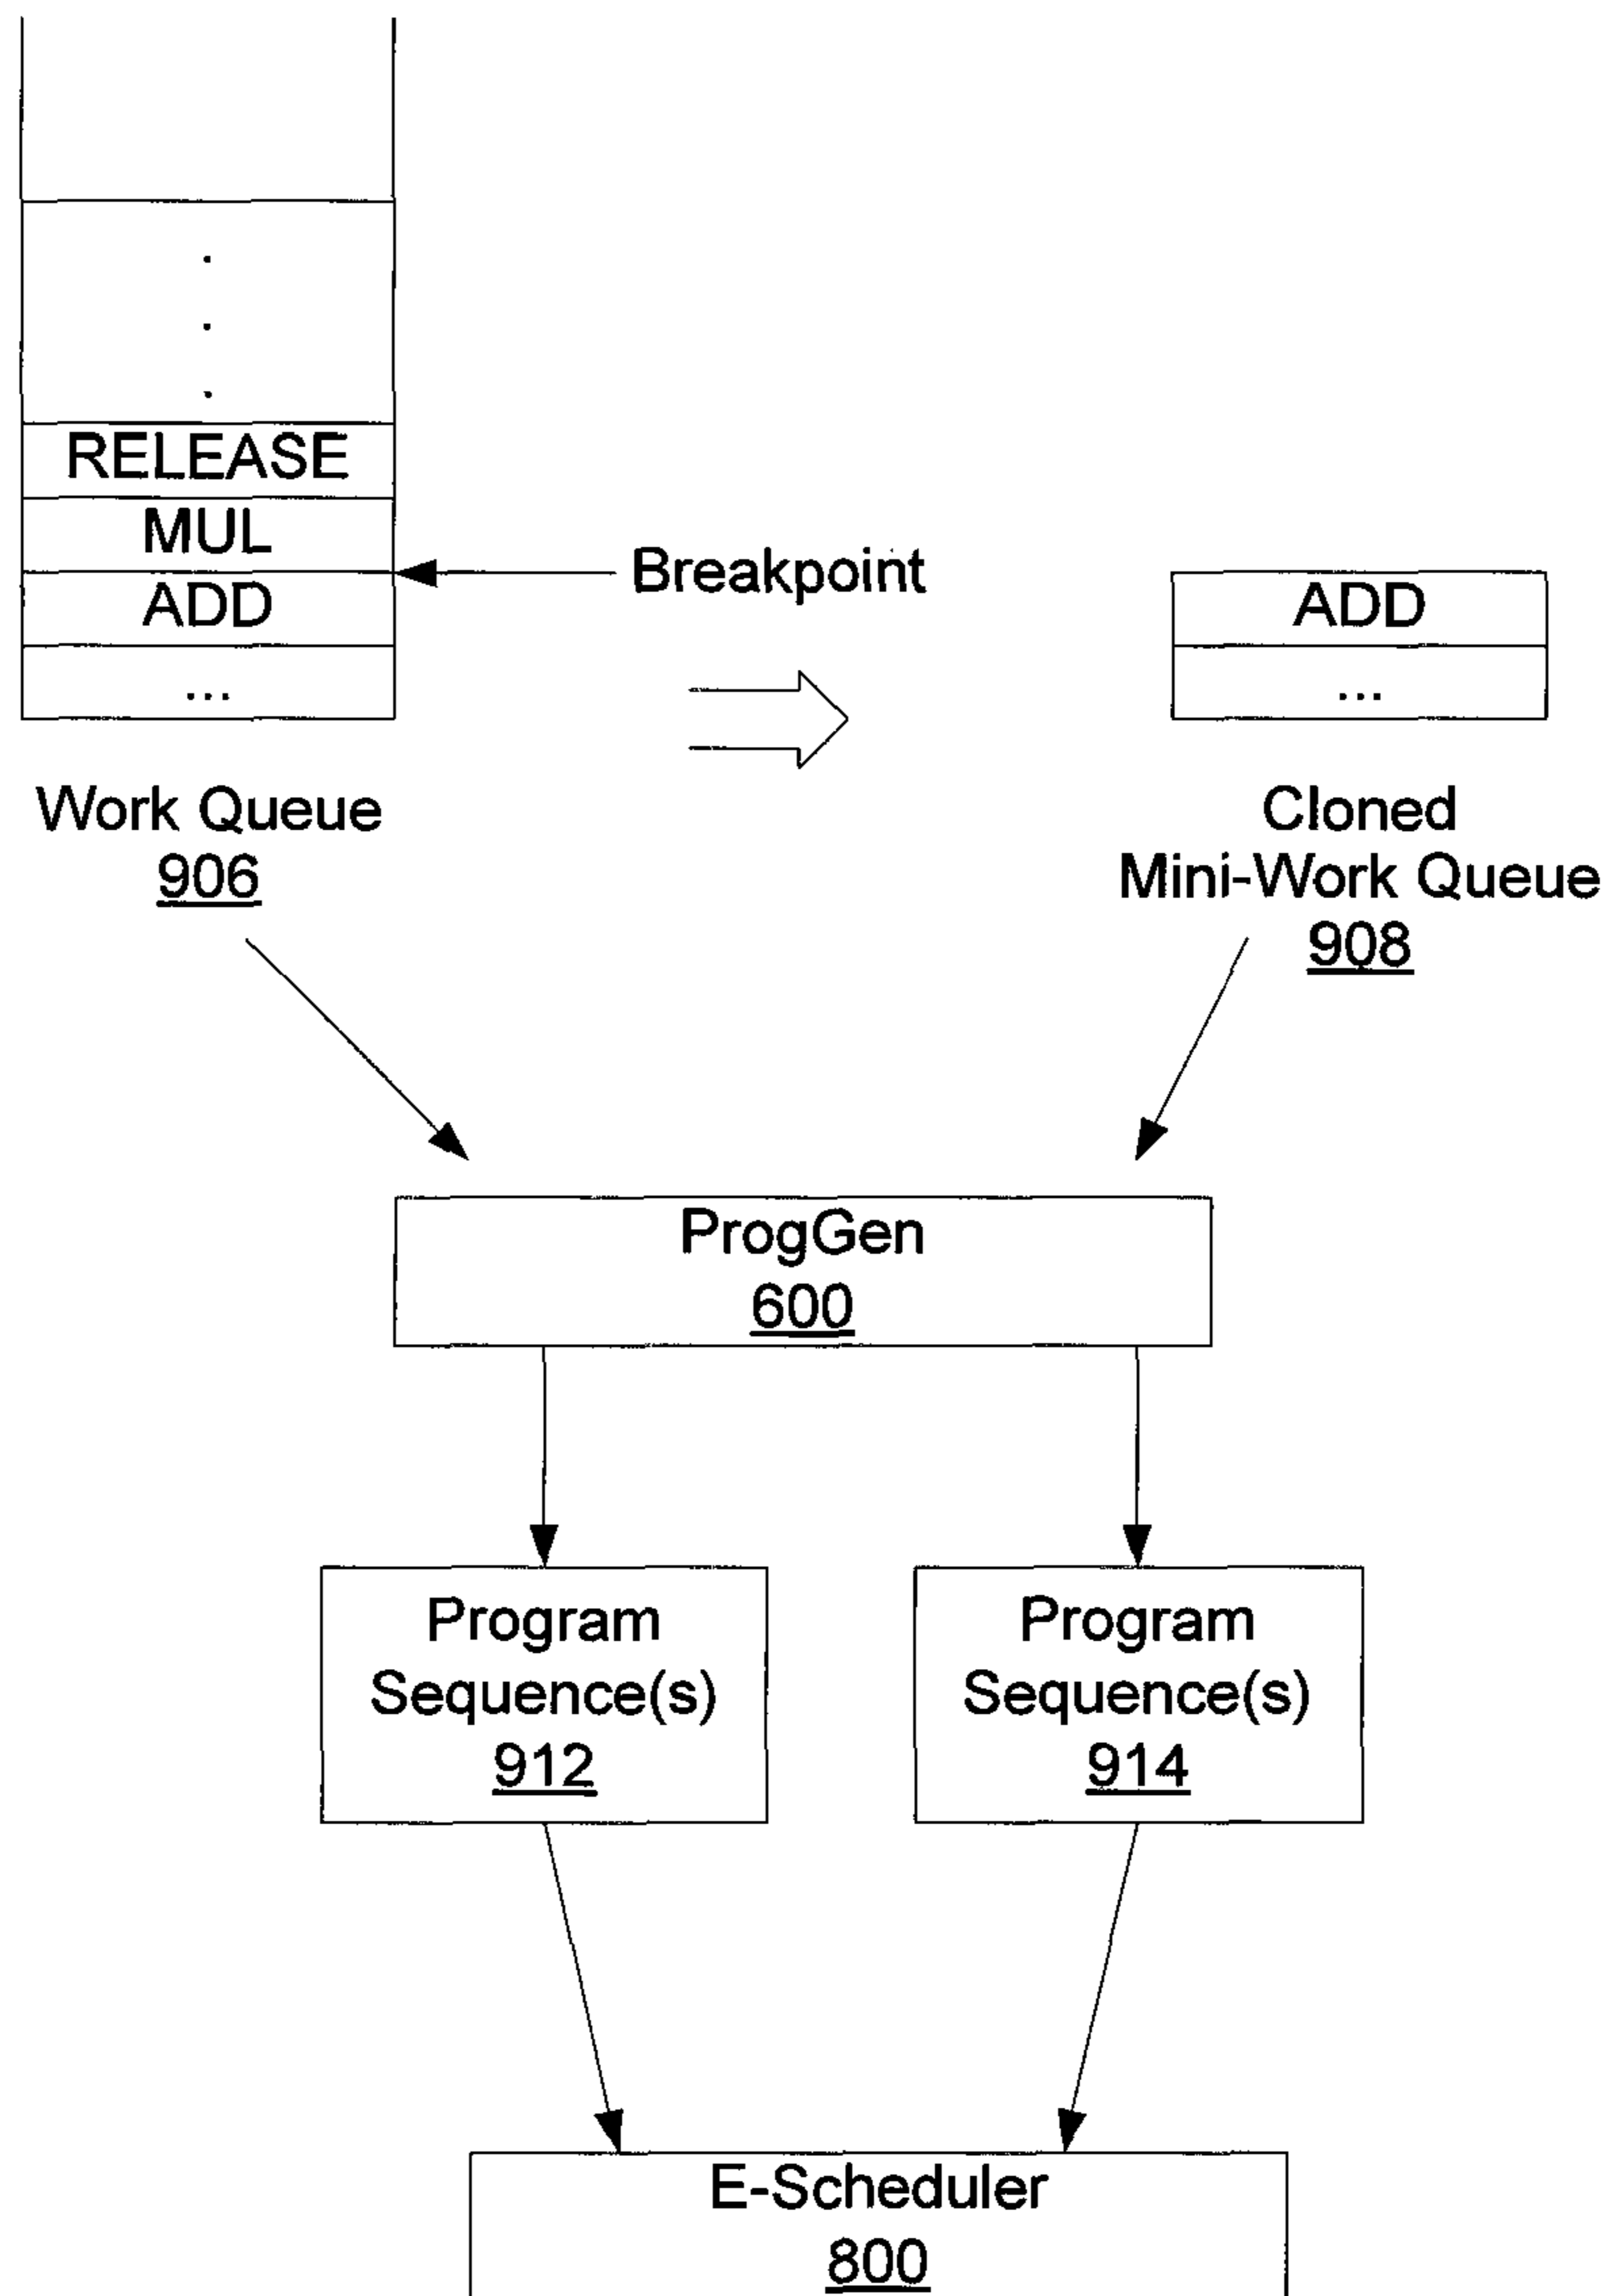 .
.
.
RELEASE
MUL
Breakpoint
ADD
ADD
...
...
Work Queue
906
Cloned
Mini-Work Queue
908
ProgGen
600
Program
Sequence(s)
912
Program
Sequence(s)
914
E-Scheduler
800